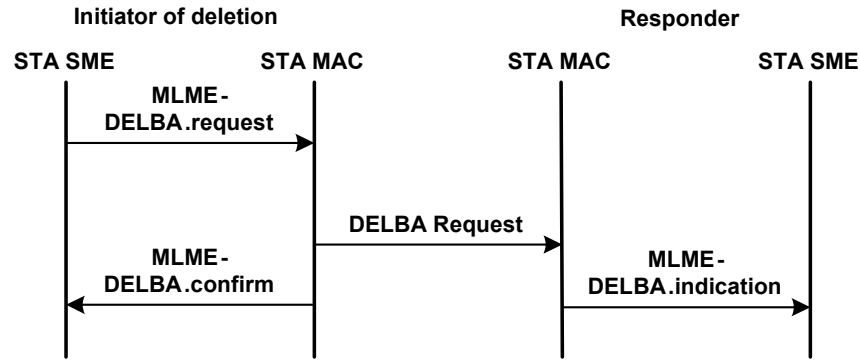 Initiator of deletion
Responder
STA SME
STA MAC
STA MAC
STA SME
MLME-
DELBA.request
DELBA Request
MLME-
DELBA.confirm
MLME-
DELBA.indication